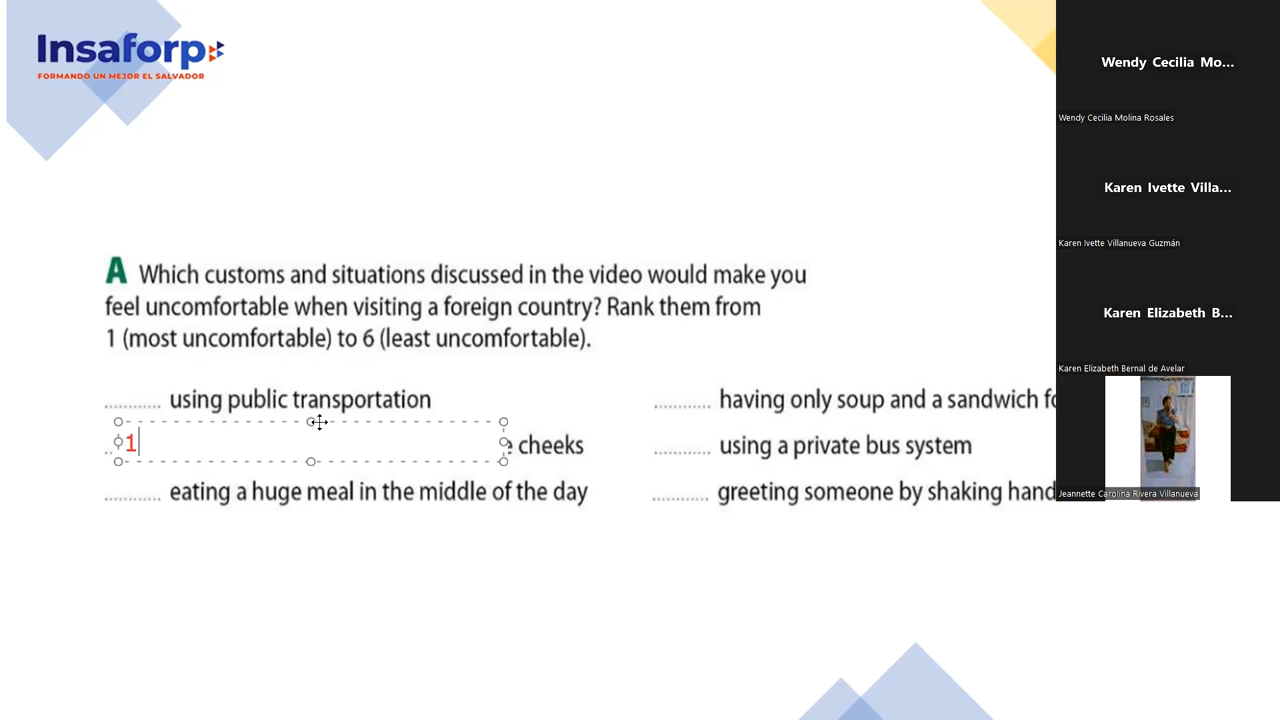 Insaforp
FORMANDO UN MEJOR EL SALVADOR
A Which customs and situations discussed in the video would make you
feel uncomfortable when visiting a foreign country? Rank them from
1 (most uncomfortable) to 6 (least uncomfortable).
............ using public transportation
1 cheeks
............ eating a huge meal in the middle of the day
............ having only soup and a sandwich
............ using a private bus system
............ greeting someone by shaking hand
Wendy Cecilia Mo...
Wendy Cecilia Molina Rosales
Karen Ivette Villa...
Karen Ivette Villanueva Guzmán
Karen Elizabeth B...
Karen Elizabeth Bernal de Avelar
Jeannette Carolina Rivera Villanueva